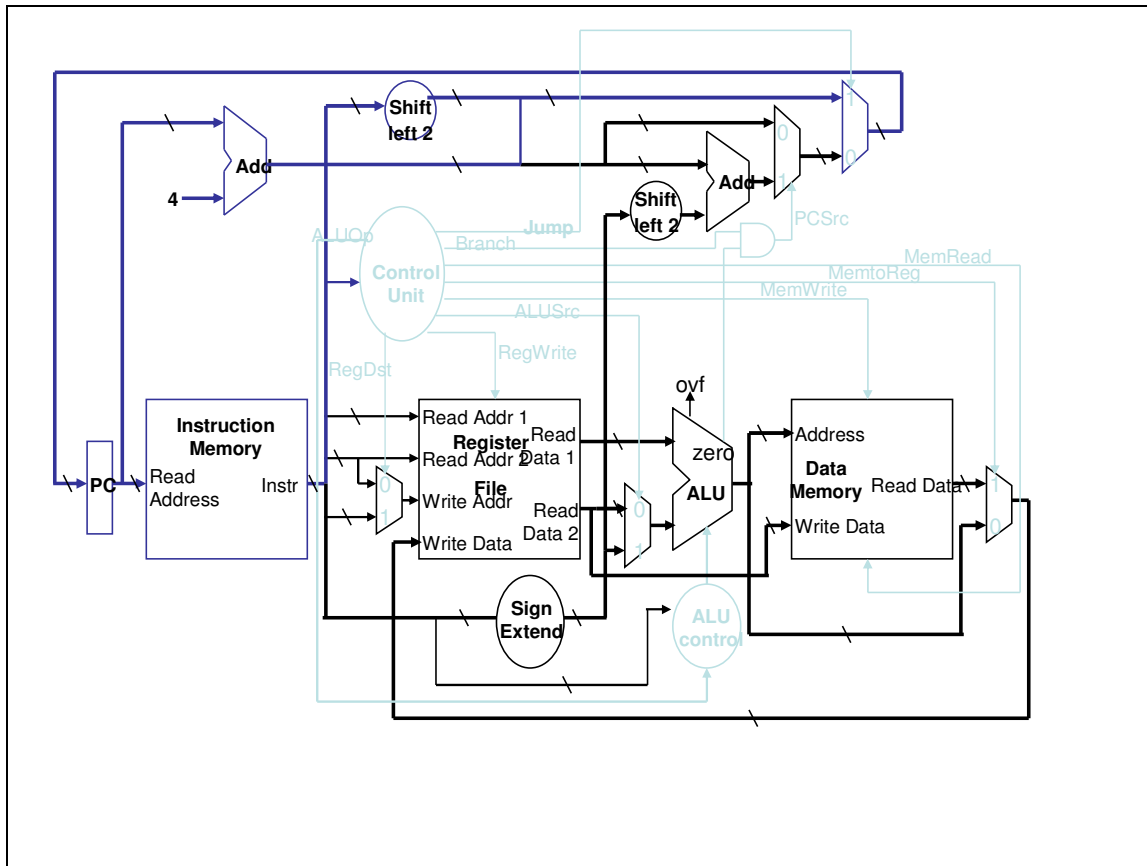 Shift
left 2
1
0
Add
4
0
1
Add
Shift
left 2
PCSrc
ALUOp
Jump
Branch
MemRead
Control
Unit
MemtoReg
MemWrite
ALUSrc
RegWrite
RegDst
ovf
Instruction
Memory
Read
Address
Instr
PC
Read Addr 1
Register
Read
Data 1
Read Addr 2
File
0
1
Write Addr
Read
Data 2
Write Data
0
1
zero
ALU
Address
Data
Memory
Read Data
Write Data
1
0
Sign
Extend
ALU
control